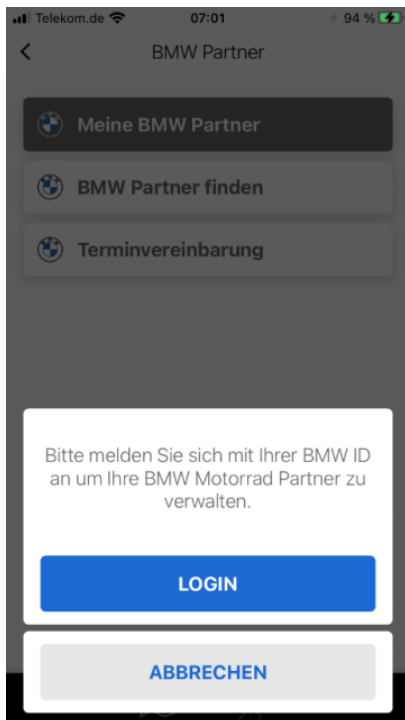 Telekom.de 07:01 94 %
BMW Partner
Meine BMW Partner
BMW Partner finden
Terminvereinbarung
Bitte melden Sie sich mit Ihrer BMW ID
an um Ihre BMW Motorrad Partner zu
verwalten.
LOGIN
ABBRECHEN